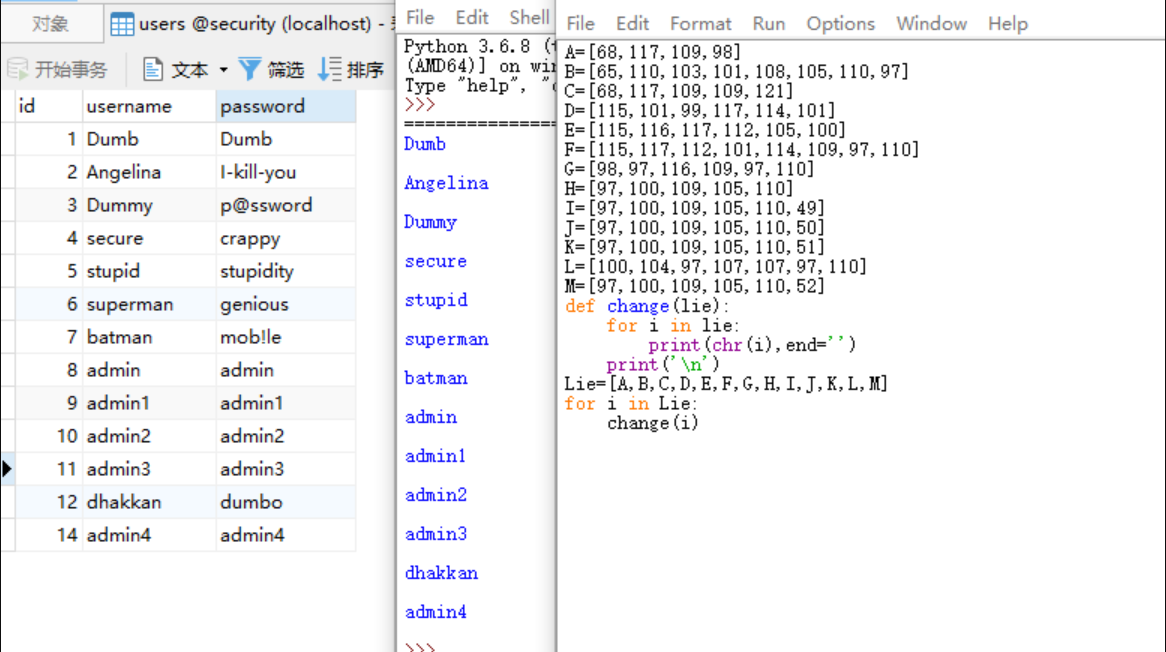 对象
users @security (localhost) -
开始事务 文本 筛选 排序
id username password
1 Dumb Dumb
2 Angelina I-kill-you
3 Dummy p@ssword
4 secure crappy
5 stupid stupidity
6 superman genious
7 batman mob!le
8 admin admin
9 admin1 admin1
10 admin2 admin2
11 admin3 admin3
12 dhakkan dumbo
14 admin4 admin4
File Edit Shell
Python 3.6.8 (
(AMD64)] on wi
Type "help", "
>>>
================
Dumb
Angelina
Dummy
secure
stupid
superman
batman
admin
admin1
admin2
admin3
dhakkan
admin4
>>>
File Edit Format Run Options Window Help
A=[68,117,109,98]
B=[65,110,103,101,108,105,110,97]
C=[68,117,109,109,121]
D=[115,101,99,117,114,101]
E=[115,116,117,112,105,100]
F=[115,117,112,101,114,109,97,110]
G=[98,97,116,109,97,110]
H=[97,100,109,105,110]
I=[97,100,109,105,110,49]
J=[97,100,109,105,110,50]
K=[97,100,109,105,110,51]
L=[100,104,97,107,107,97,110]
M=[97,100,109,105,110,52]
def change(lie):
    for i in lie:
        print(chr(i),end='')
    print('\n')
Lie=[A,B,C,D,E,F,G,H,I,J,K,L,M]
for i in Lie:
    change(i)